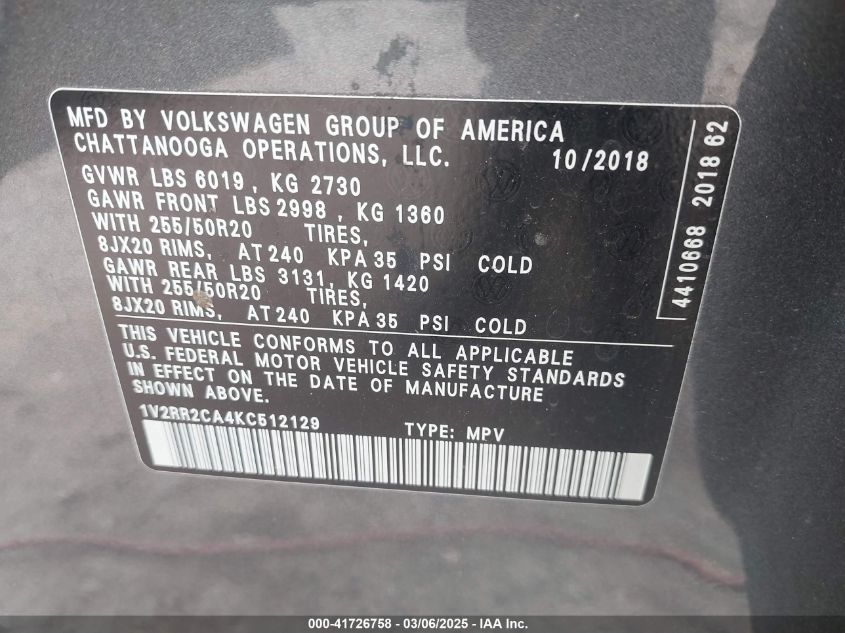 MFD BY VOLKSWAGEN GROUP OF AMERICA
CHATTANOOGA OPERATIONS, LLC. 10/2018
GVWR LBS 6019, KG 2730
GAWR FRONT LBS 2998, KG 1360
WITH 255/50R20 TIRES,
8JX20 RIMS, AT 240 KPA 35 PSI COLD
GAWR REAR LBS 3131, KG 1420
WITH 255/50R20 TIRES,
8JX20 RIMS, AT 240 KPA 35 PSI COLD
THIS VEHICLE CONFORMS TO ALL APPLICABLE
U.S. FEDERAL MOTOR VEHICLE SAFETY STANDARDS
IN EFFECT ON THE DATE OF MANUFACTURE
SHOWN ABOVE.
1V2RR2CA4KC512129 TYPE: MPV
4410668 2018 62
000-41726758 - 03/06/2025 - IAA Inc.